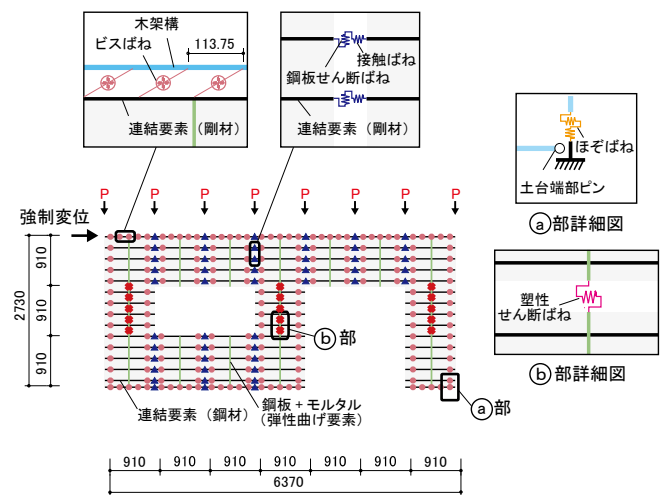 木架構
ビスばね
113.75
連結要素（剛材）
接触ばね
鋼板せん断ばね
連結要素（剛材）
ほぞばね
土台端部ピン
a部詳細図
P P P P P P P P
強制変位
910
910
910
2730
b部
a部
塑性
せん断ばね
b部詳細図
連結要素（鋼材）
鋼板+モルタル
（弾性曲げ要素）
910 910 910 910 910 910 910
6370